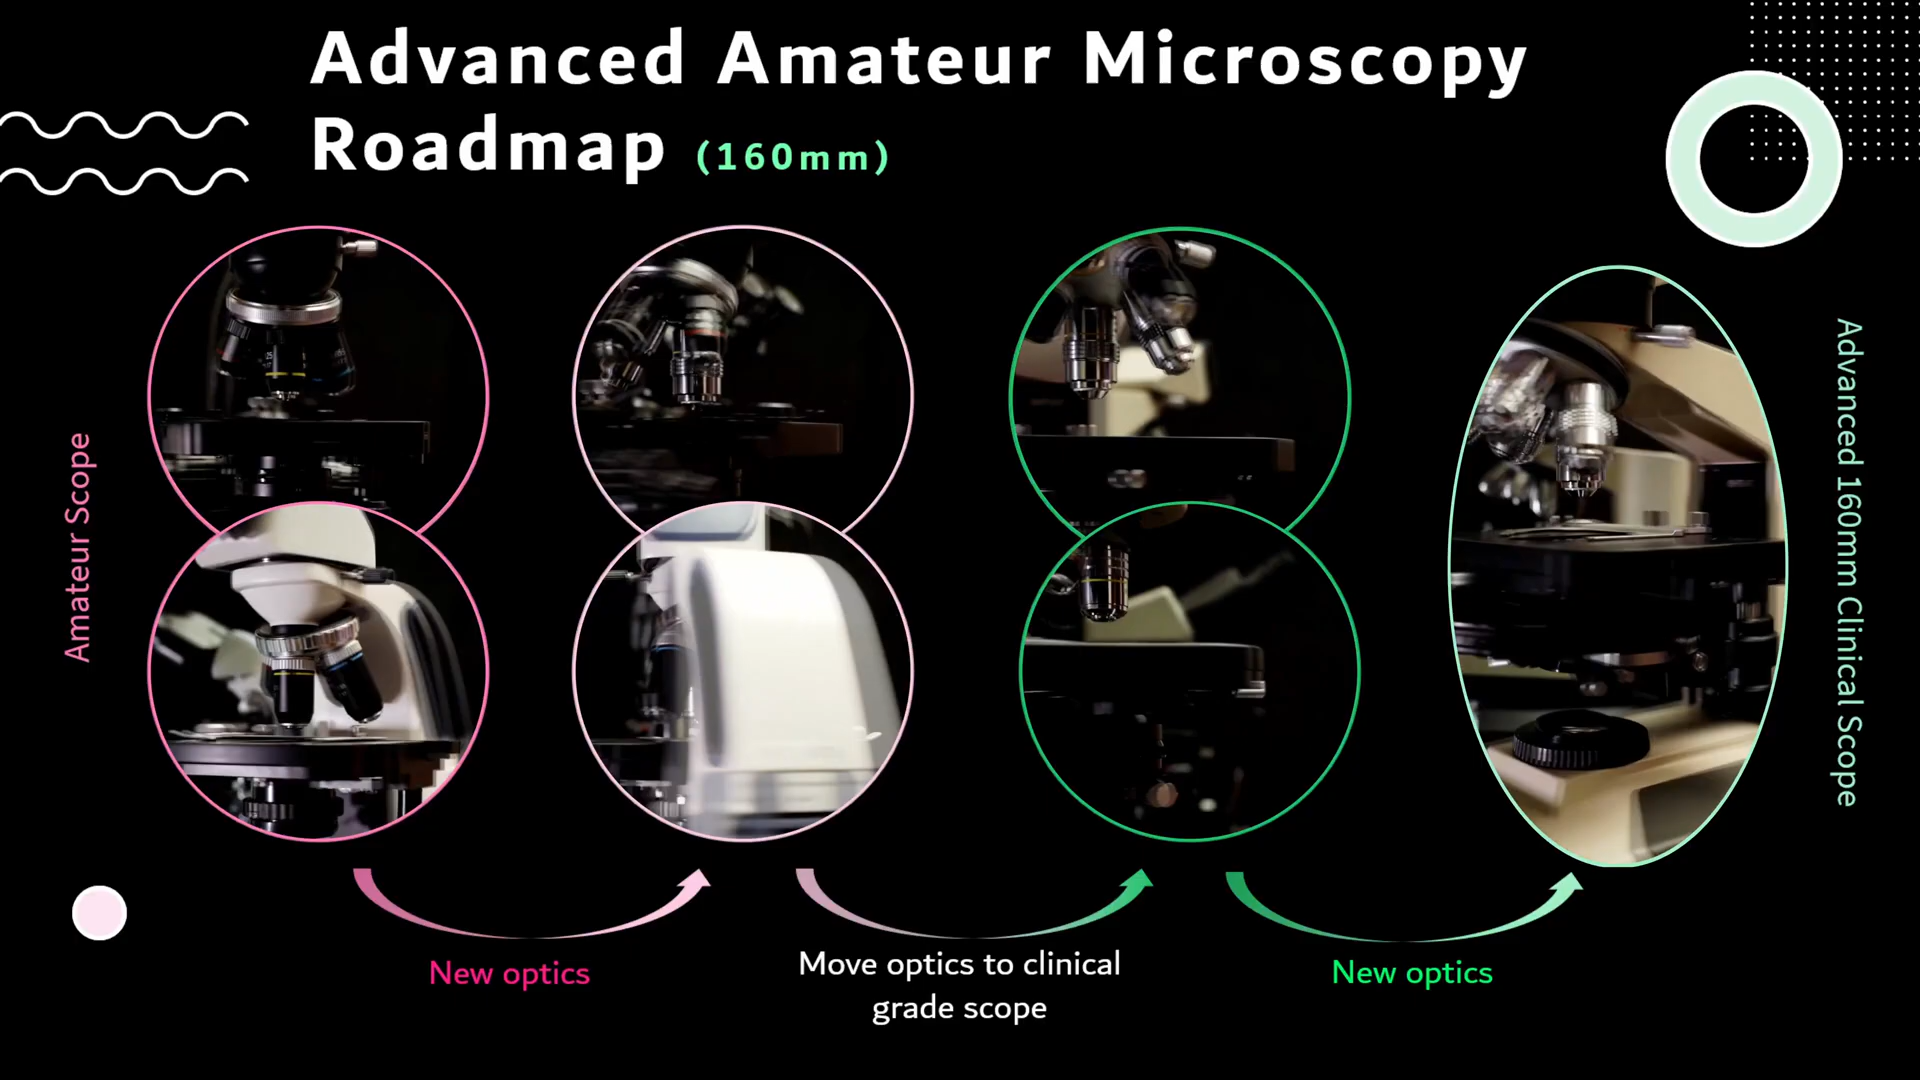 Advanced Amateur Microscopy
Roadmap (160mm)
Amateur Scope
Advanced 160mm Clinical Scope
New optics
Move optics to clinical
grade scope
New optics